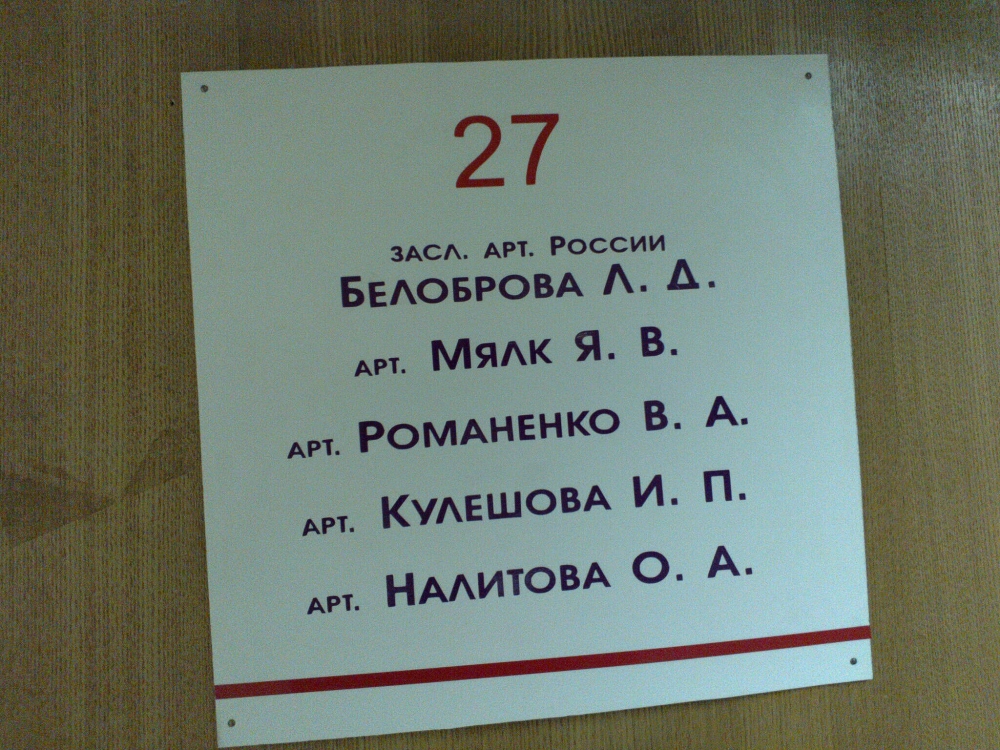 27
ЗАСЛ. АРТ. РОССИИ
БЕЛОБРОВА Л. Д.
АРТ. МЯЛК Я. В.
АРТ. РОМАНЕНКО В. А.
АРТ. КУЛЕШОВА И. П.
АРТ. НАЛИТОВА О. А.